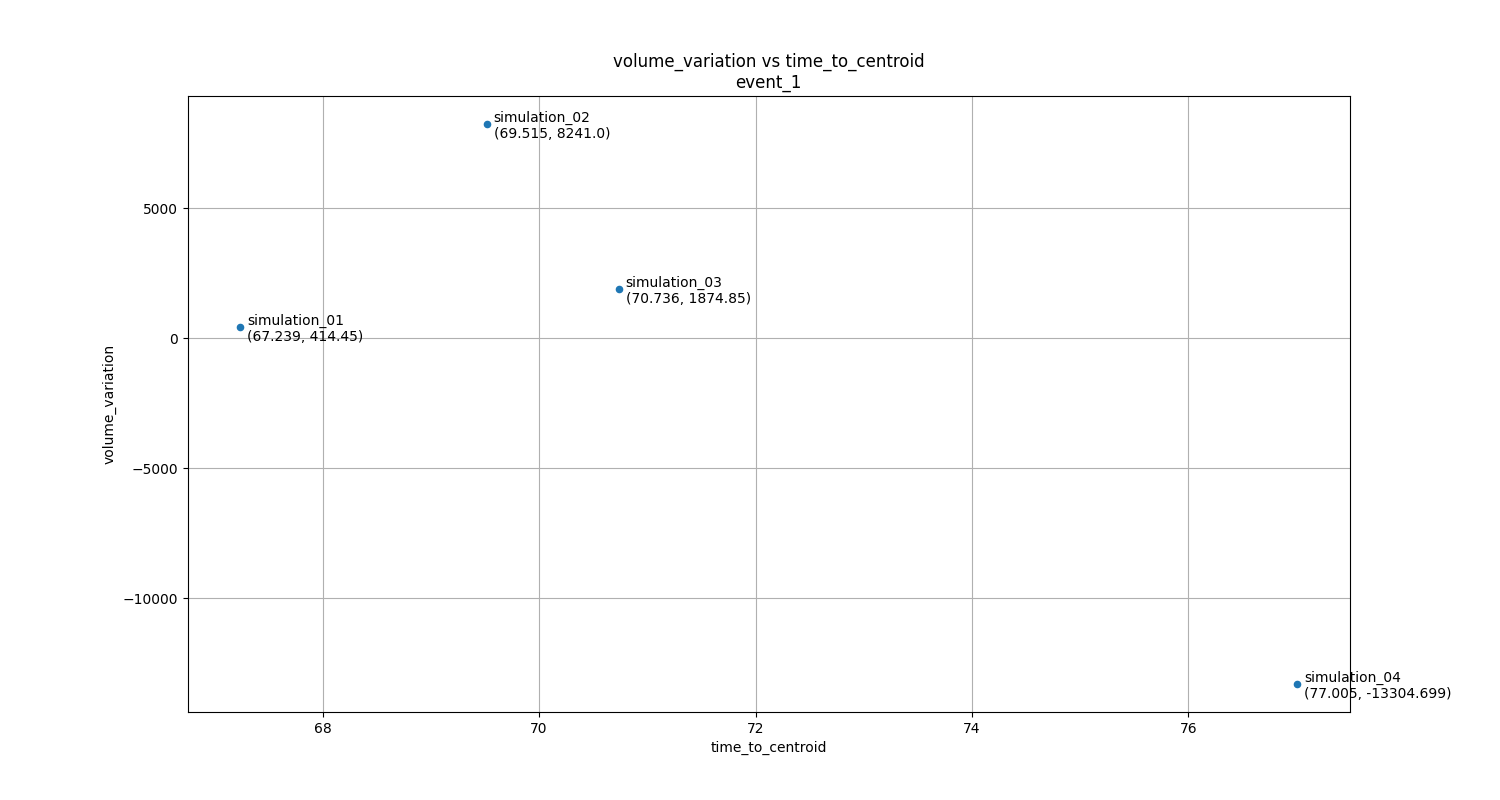 volume_variation vs time_to_centroid
event_1
simulation_02
(69.515, 8241.0)
5000
simulation_03
(70.736, 1874.85)
simulation_01
(67.239, 414.45)
0
volume_variation
−5000
−10000
simulation_04
(77.005, -13304.699)
68
70
72
74
76
time_to_centroid